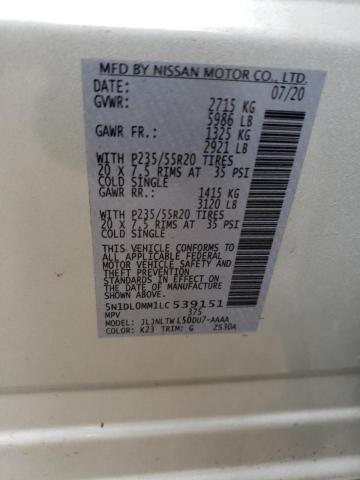 MFD BY NISSAN MOTOR CO., LTD.
DATE: 07/20
GVWR: 2715 KG
5986 LB
GAWR FR: 1325 KG
2921 LB
WITH P235/55R20 TIRES
20 X 7.5 RIMS AT 35 PSI
COLD SINGLE
GAWR RR: 1415 KG
3120 LB
WITH P235/55R20 TIRES
20 X 7.5 RIMS AT 35 PSI
COLD SINGLE
THIS VEHICLE CONFORMS TO
ALL APPLICABLE FEDERAL
MOTOR VEHICLE SAFETY AND
STANDARDS IN EFFECT ON
THE DATE OF MANUFACTURE
SHOWN ABOVE
5N1DL0MM1LC539151
MPV 375
MODEL: JLJNLTWL50DU7-AAAA
COLOR: K23 TRIM: G 2530A